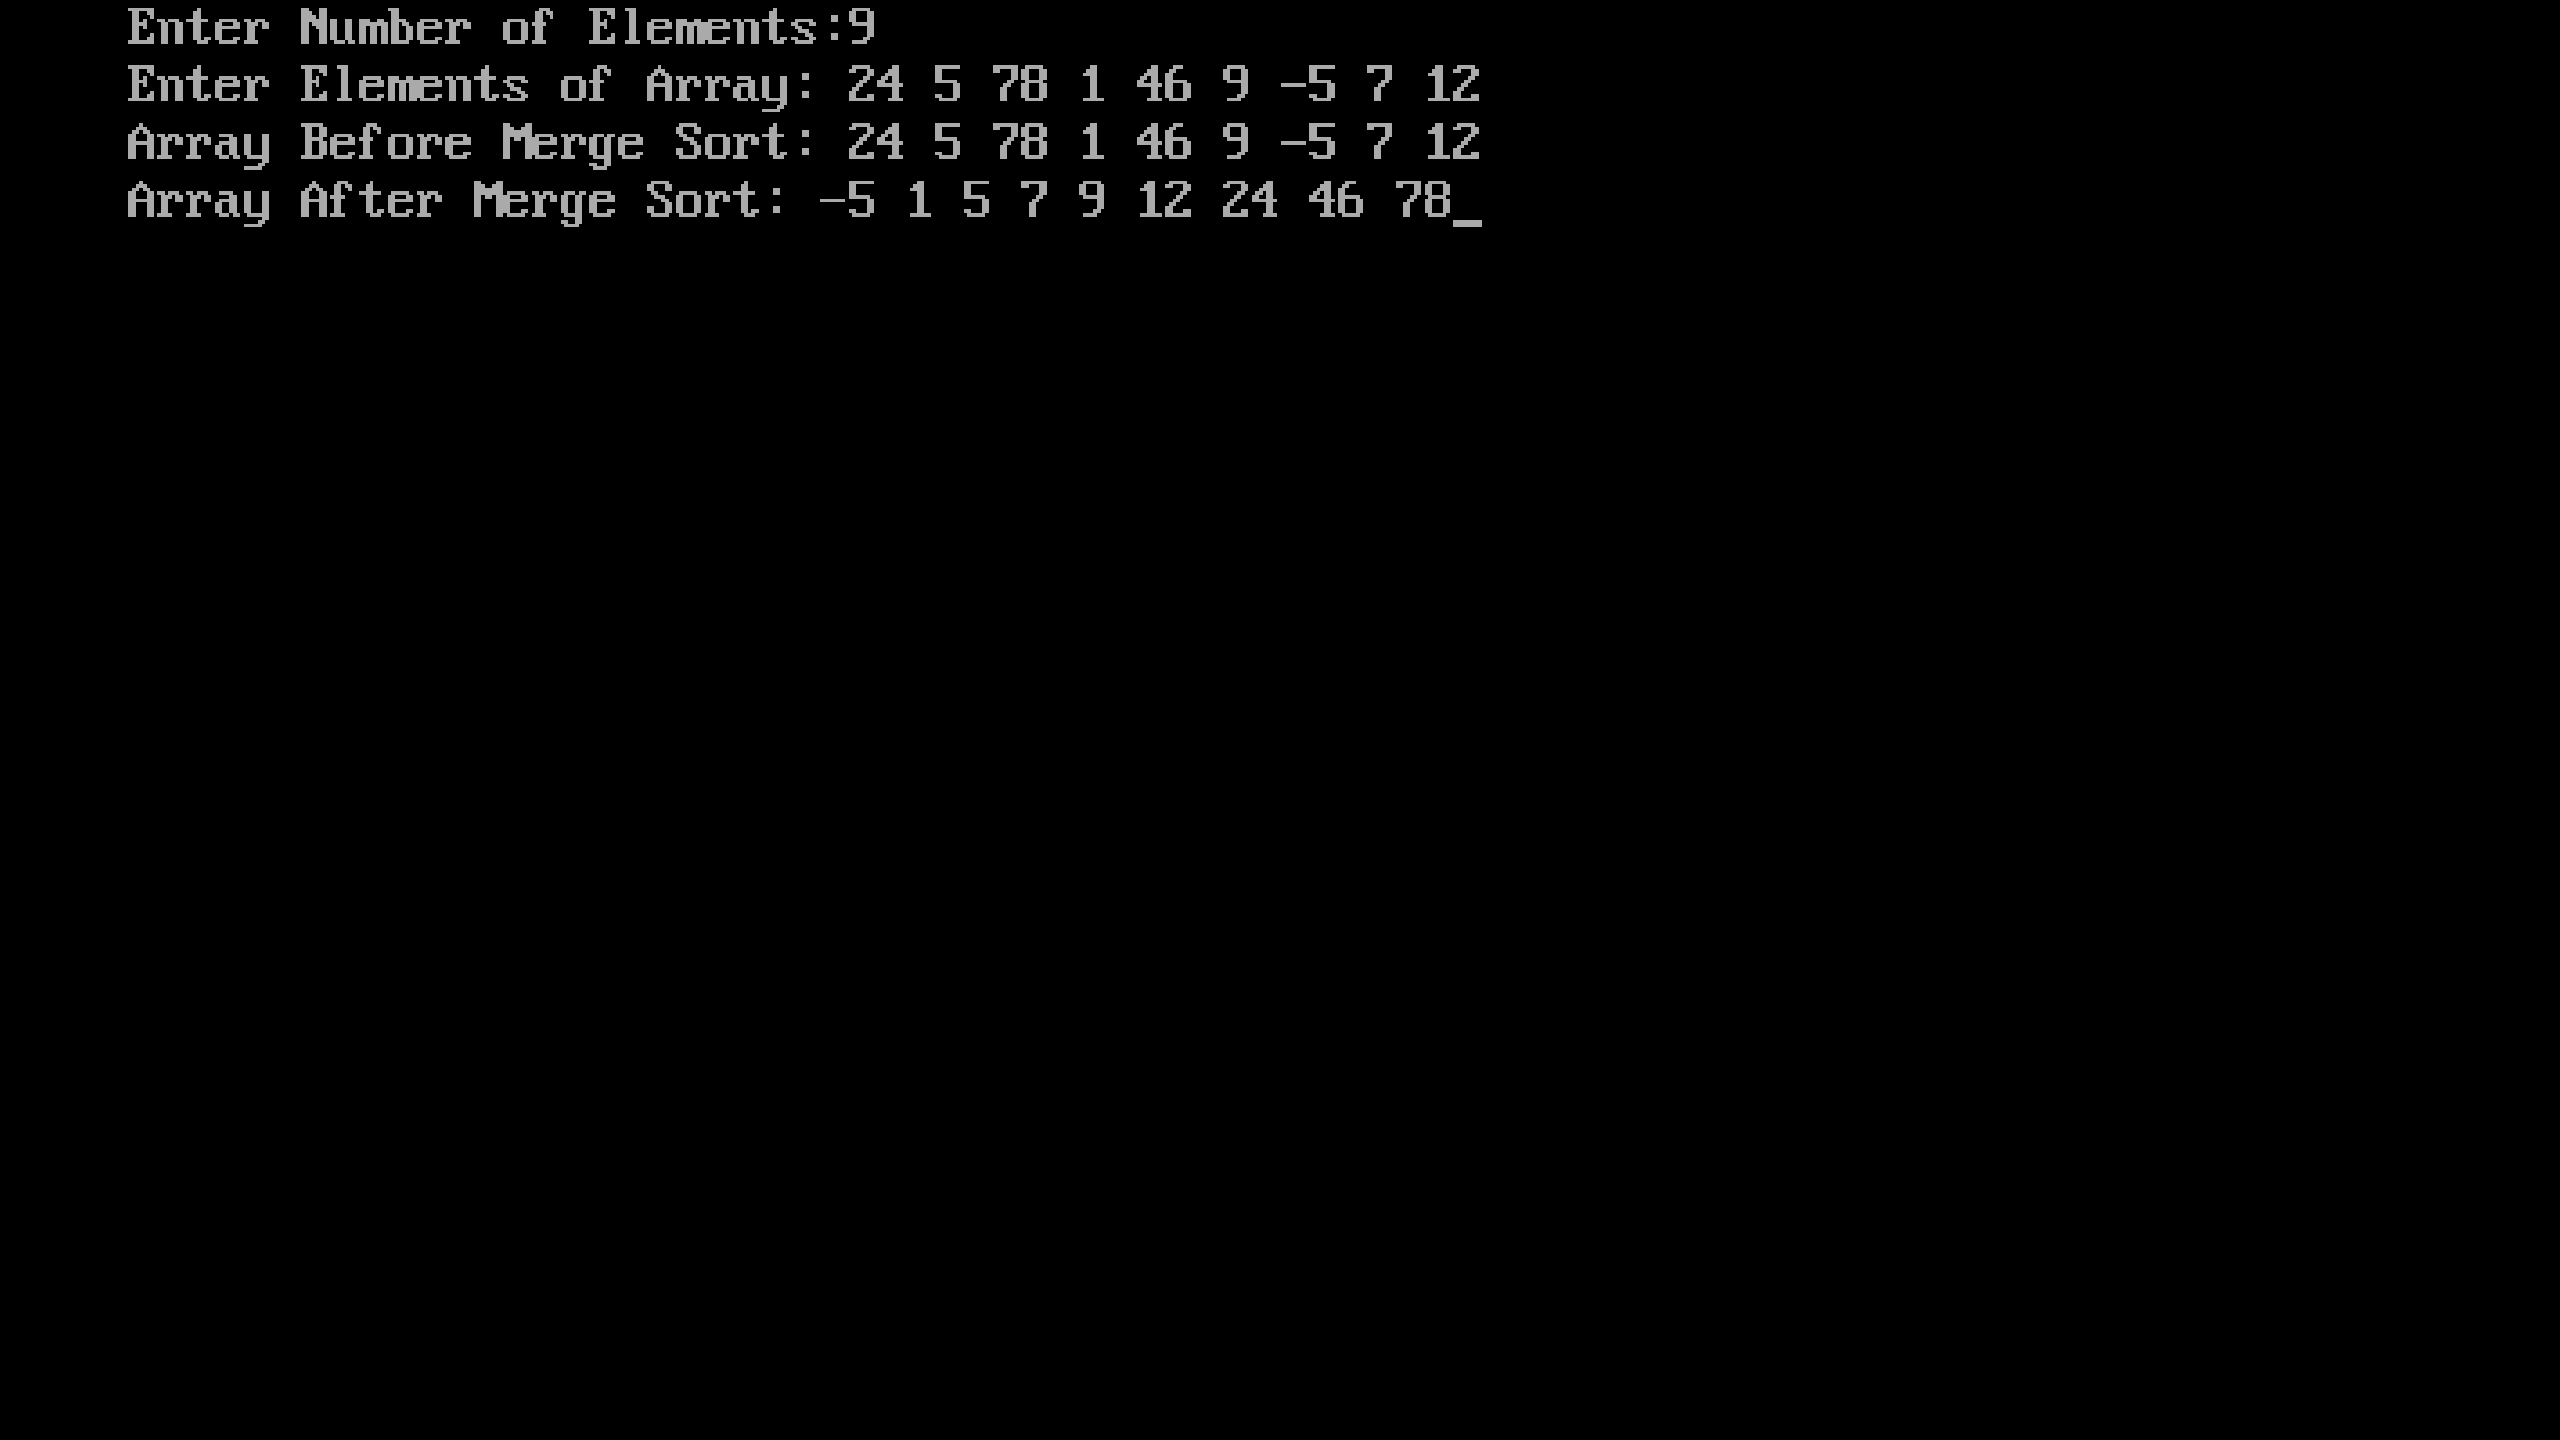 Enter Number of Elements:9
Enter Elements of Array: 24 5 78 1 46 9 -5 7 12
Array Before Merge Sort: 24 5 78 1 46 9 -5 7 12
Array After Merge Sort: -5 1 5 7 9 12 24 46 78_